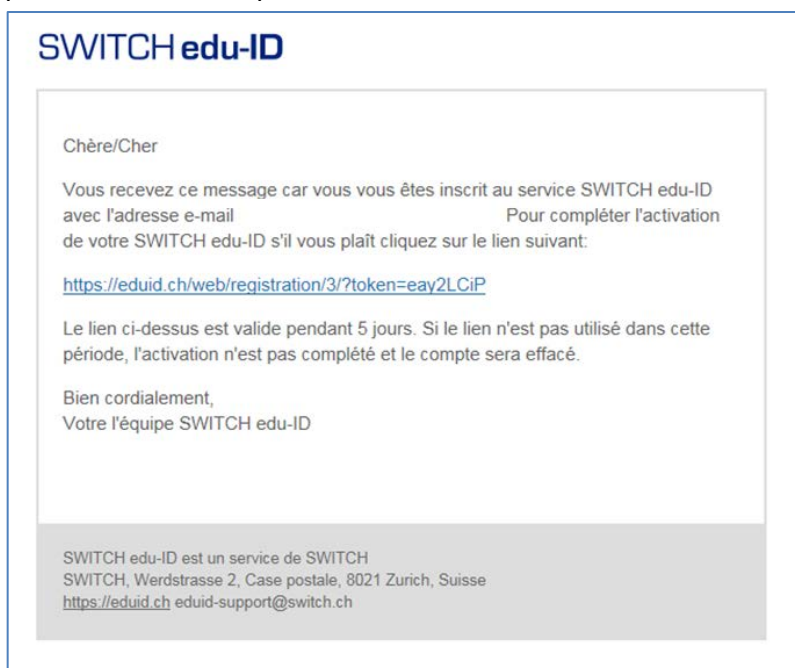 SWITCH edu-ID
Chère/Cher
Vous recevez ce message car vous vous êtes inscrit au service SWITCH edu-ID
avec l'adresse e-mail Pour compléter l'activation
de votre SWITCH edu-ID s'il vous plaît cliquez sur le lien suivant:
https://eduid.ch/web/registration/3/?token=eay2LCiP
Le lien ci-dessus est valide pendant 5 jours. Si le lien n'est pas utilisé dans cette
période, l'activation n'est pas complété et le compte sera effacé.
Bien cordialement,
Votre l'équipe SWITCH edu-ID
SWITCH edu-ID est un service de SWITCH
SWITCH, Werdstrasse 2, Case postale, 8021 Zurich, Suisse
https://eduid.ch eduid-support@switch.ch